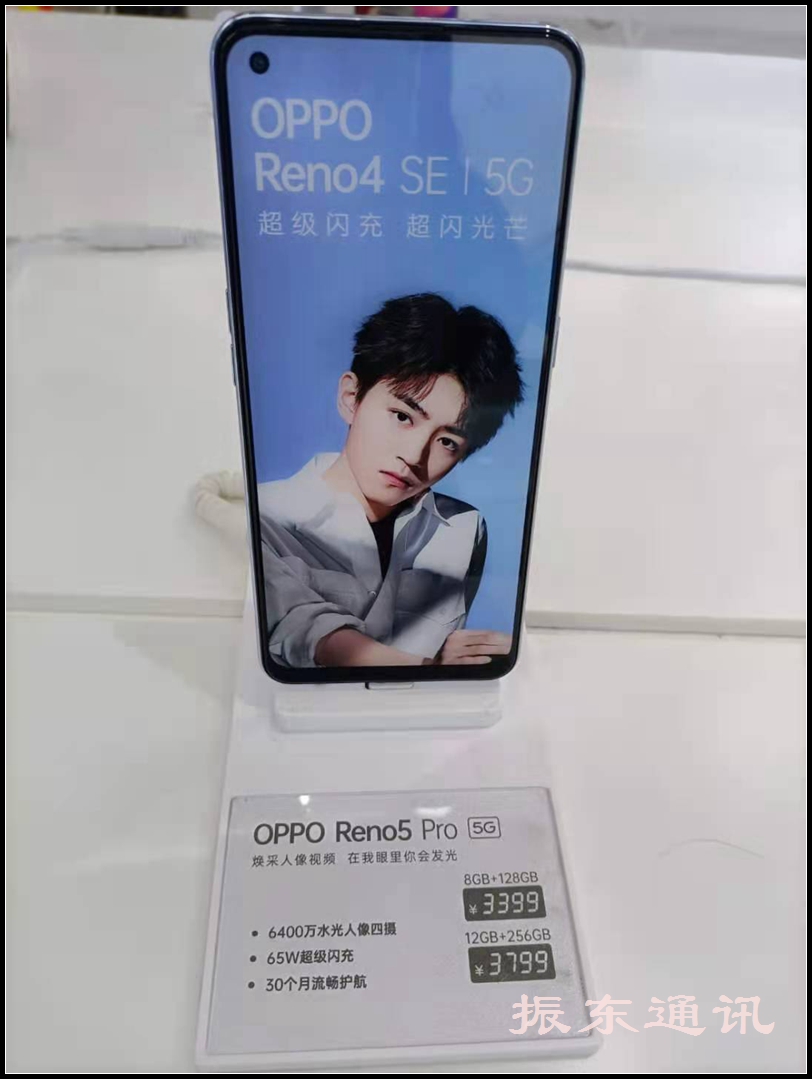 OPPO
Reno4 SE | 5G
超级闪充 超闪光芒
OPPO Reno5 Pro 5G
焕采人像视频 在我眼里你会发光
8GB+128GB
¥3399
12GB+256GB
¥3799
• 6400万水光人像四摄
• 65W超级闪充
• 30个月流畅护航
振东通讯